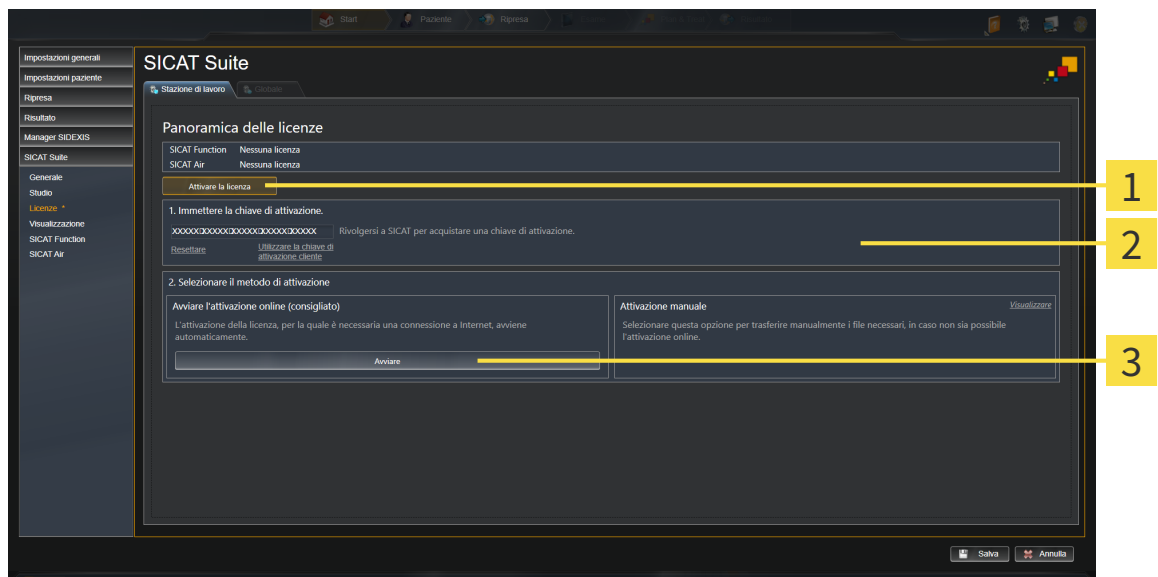 Start
Paziente
Ripresa
Impostazioni generali
Impostazioni paziente
Ripresa
Risultato
Manager SIDEXIS
SICAT Suite
Generale
Studio
Licenze *
Visualizzazione
SICAT Function
SICAT Air
SICAT Suite
Stazione di lavoro
Globale
Panoramica delle licenze
SICAT Function Nessuna licenza
SICAT Air Nessuna licenza
Attivare la licenza
1. Immettere la chiave di attivazione.
Rivolgersi a SICAT per acquistare una chiave di attivazione.
Resettare
Utilizzare la chiave di
attivazione cliente
2. Selezionare il metodo di attivazione
Avviare l'attivazione online (consigliato)
L'attivazione della licenza, per la quale è necessaria una connessione a Internet, avviene
automaticamente.
Avviare
Attivazione manuale
Visualizzare
Selezionare questa opzione per trasferire manualmente i file necessari, in caso non sia possibile
l'attivazione online.
Salva
Annulla
1
2
3